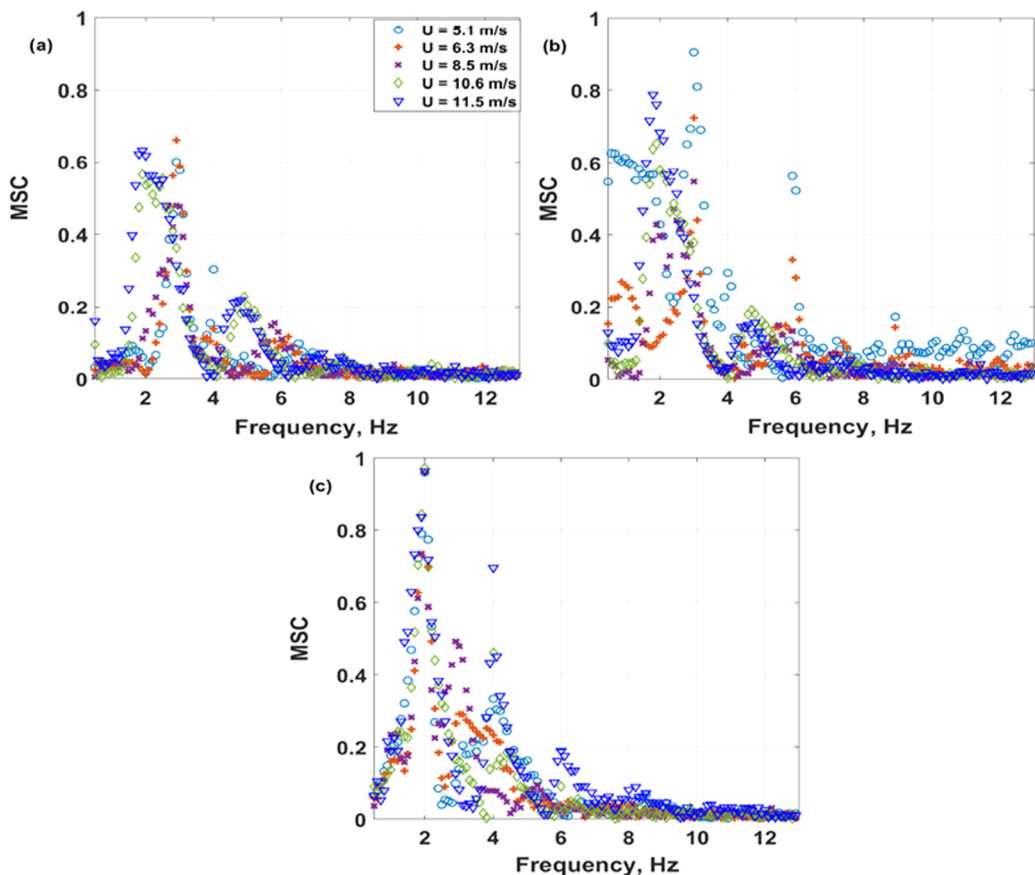 (a)
1
0.8
0.6
0.4
0.2
0
MSC
2 4 6 8 10 12
Frequency, Hz
U = 5.1 m/s
U = 6.3 m/s
U = 8.5 m/s
U = 10.6 m/s
U = 11.5 m/s
(b)
1
0.8
0.6
0.4
0.2
0
MSC
2 4 6 8 10 12
Frequency, Hz
(c)
1
0.8
0.6
0.4
0.2
0
MSC
2 4 6 8 10 12
Frequency, Hz